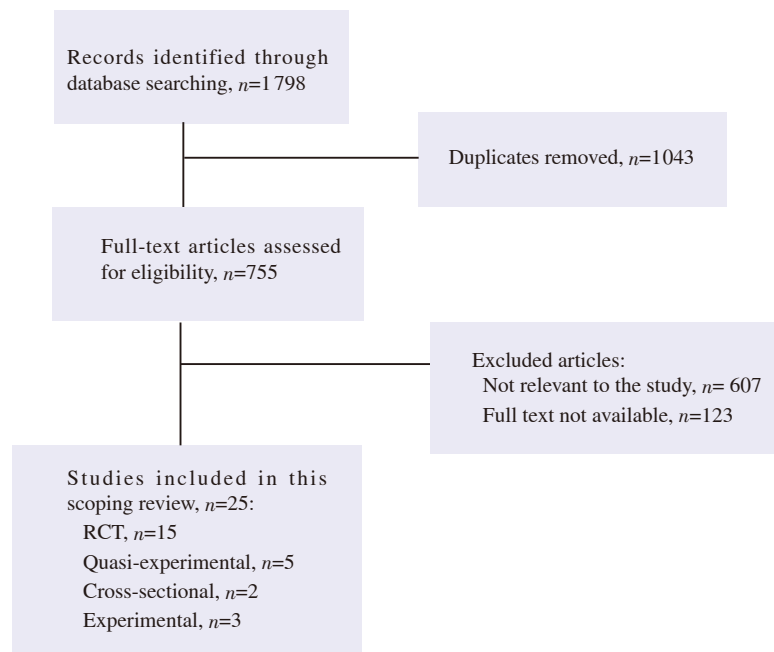 Records identified through
database searching, n=1798
Duplicates removed, n=1043
Full-text articles assessed
for eligibility, n=755
Excluded articles:
Not relevant to the study, n= 607
Full text not available, n=123
Studies included in this
scoping review, n=25:
RCT, n=15
Quasi-experimental, n=5
Cross-sectional, n=2
Experimental, n=3